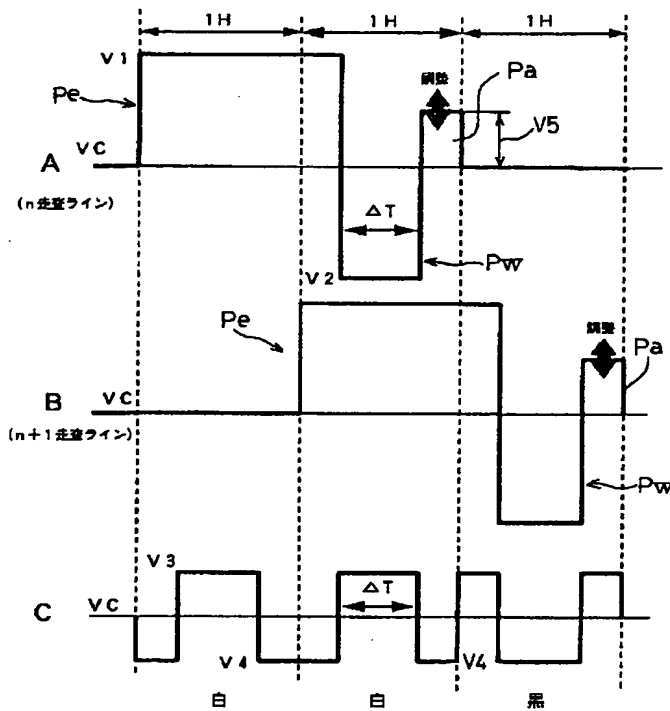 1H 1H 1H
V1
Pe
調整
Pa
V5
VC
A
(n走査ライン)
ΔT
V2
Pw
Pe
調整
Pa
B
VC
(n+1走査ライン)
Pw
V3
C
VC
ΔT
V4
V4
白 白 黒